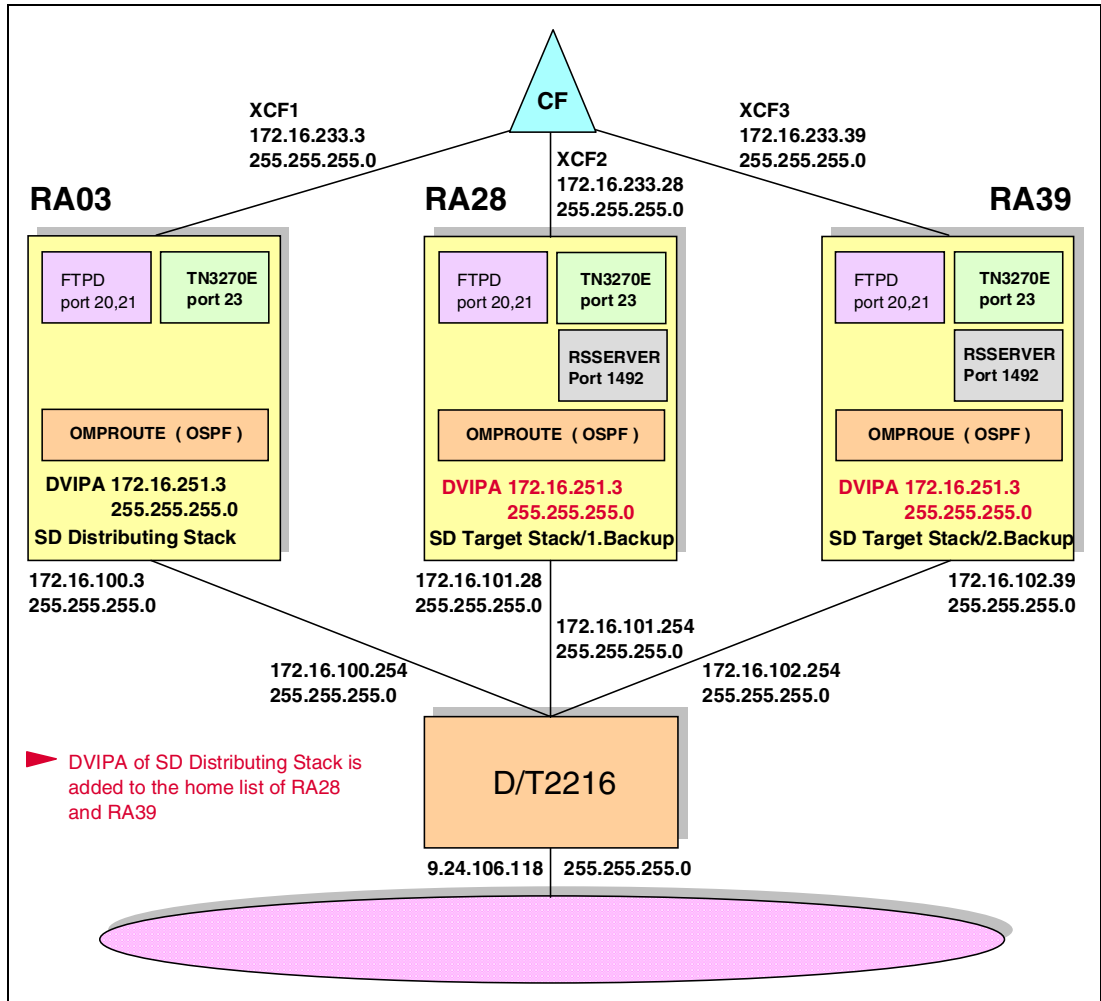 CF
XCF1
172.16.233.3
255.255.255.0
XCF2
172.16.233.28
255.255.255.0
XCF3
172.16.233.39
255.255.255.0
RA03
FTPD
port 20,21
TN3270E
port 23
OMPROUTE ( OSPF )
DVIPA 172.16.251.3
255.255.255.0
SD Distributing Stack
172.16.100.3
255.255.255.0
RA28
FTPD
port 20,21
TN3270E
port 23
RSSERVER
Port 1492
OMPROUTE ( OSPF )
DVIPA 172.16.251.3
255.255.255.0
SD Target Stack/1.Backup
172.16.101.28
255.255.255.0
RA39
FTPD
port 20,21
TN3270E
port 23
RSSERVER
Port 1492
OMPROUE ( OSPF )
DVIPA 172.16.251.3
255.255.255.0
SD Target Stack/2.Backup
172.16.102.39
255.255.255.0
172.16.100.254
255.255.255.0
172.16.101.254
255.255.255.0
172.16.102.254
255.255.255.0
DVIPA of SD Distributing Stack is
added to the home list of RA28
and RA39
D/T2216
9.24.106.118 255.255.255.0